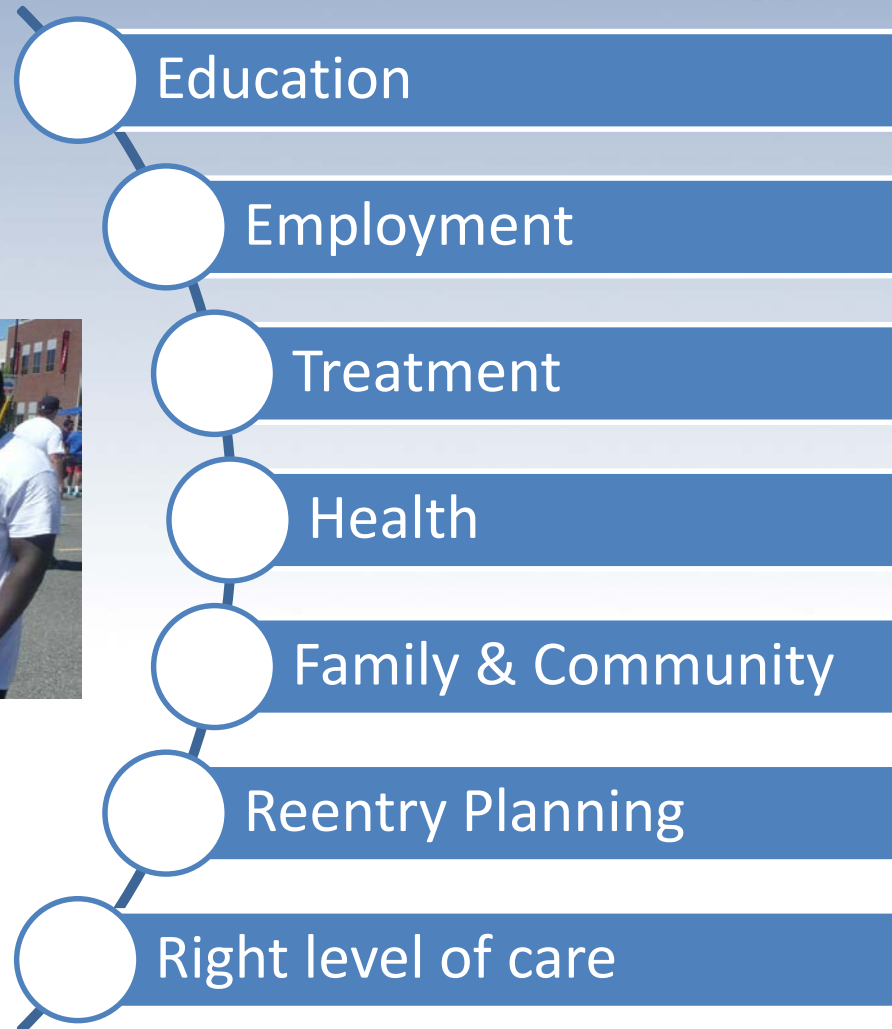 Education
Employment
Treatment
Health
Family & Community
Reentry Planning
Right level of care